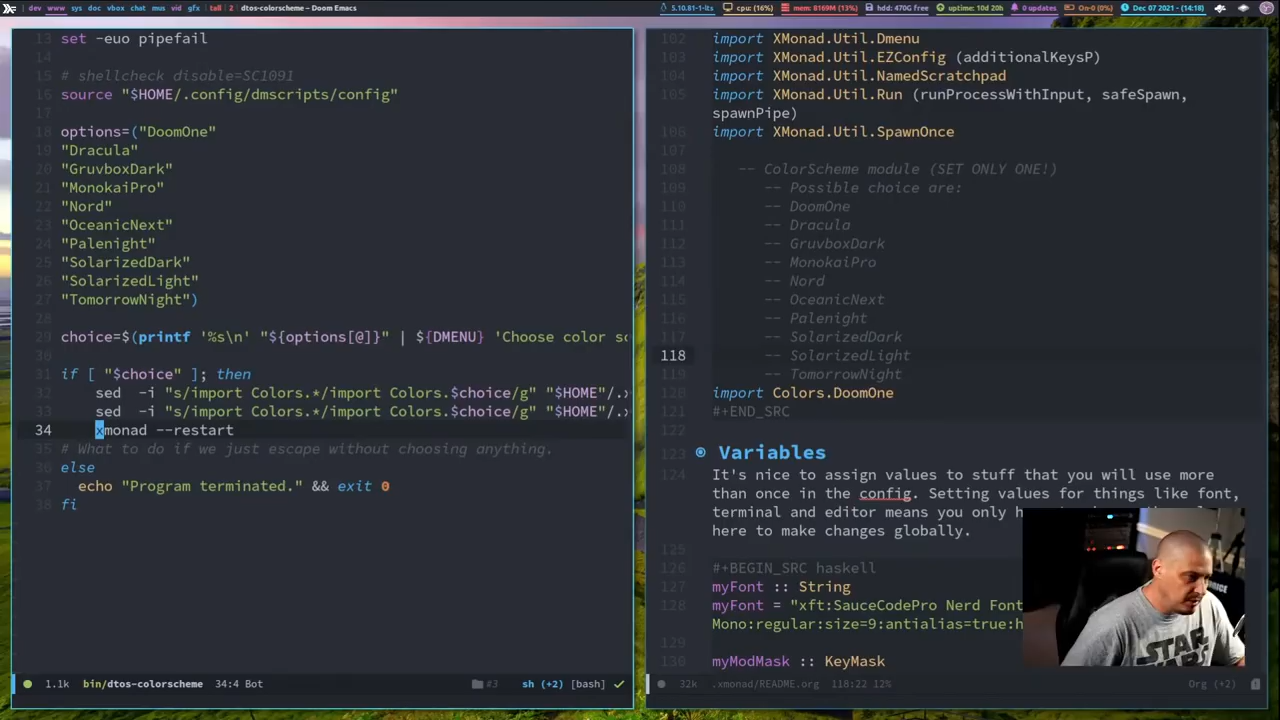 dev www sys doc vbox chat mus vid gfx | tall | 2 | dtos-colorscheme - Doom Emacs
5.10.81-1-lts cpu: (16%) mem: 8169M (13%) hdd: 470G free uptime: 10d 20h 0 updates On-0 (0%) Dec 07 2021 - (14:18)
13 set -euo pipefail
14
15 # shellcheck disable=SC1091
16 source "$HOME/.config/dmscripts/config"
17
18 options=("DoomOne"
19 "Dracula"
20 "GruvboxDark"
21 "MonokaiPro"
22 "Nord"
23 "OceanicNext"
24 "Palenight"
25 "SolarizedDark"
26 "SolarizedLight"
27 "TomorrowNight")
28
29 choice=$(printf '%s\n' "${options[@]}" | ${DMENU} 'Choose color sc
30
31 if [ "$choice" ]; then
32 sed -i "s/import Colors.*/import Colors.$choice/g" "$HOME"/.x
33 sed -i "s/import Colors.*/import Colors.$choice/g" "$HOME"/.x
34 xmonad --restart
35 # What to do if we just escape without choosing anything.
36 else
37 echo "Program terminated." && exit 0
38 fi
1.1k bin/dtos-colorscheme 34:4 Bot #3 sh (+2) [bash]
102 import XMonad.Util.Dmenu
103 import XMonad.Util.EZConfig (additionalKeysP)
104 import XMonad.Util.NamedScratchpad
105 import XMonad.Util.Run (runProcessWithInput, safeSpawn,
spawnPipe)
106 import XMonad.Util.SpawnOnce
107
108 -- ColorScheme module (SET ONLY ONE!)
109 -- Possible choice are:
110 -- DoomOne
111 -- Dracula
112 -- GruvboxDark
113 -- MonokaiPro
114 -- Nord
115 -- OceanicNext
116 -- Palenight
117 -- SolarizedDark
118 -- SolarizedLight
119 -- TomorrowNight
120 import Colors.DoomOne
121 #+END_SRC
122
123 Variables
124 It's nice to assign values to stuff that you will use more
than once in the config. Setting values for things like font,
terminal and editor means you only
here to make changes globally.
125
126 #+BEGIN_SRC haskell
127 myFont :: String
128 myFont = "xft:SauceCodePro Nerd Font
Mono:regular:size=9:antialias=true:h
129
130 myModMask :: KeyMask
32k .xmonad/README.org 118:22 12% Org (+2)
STAR